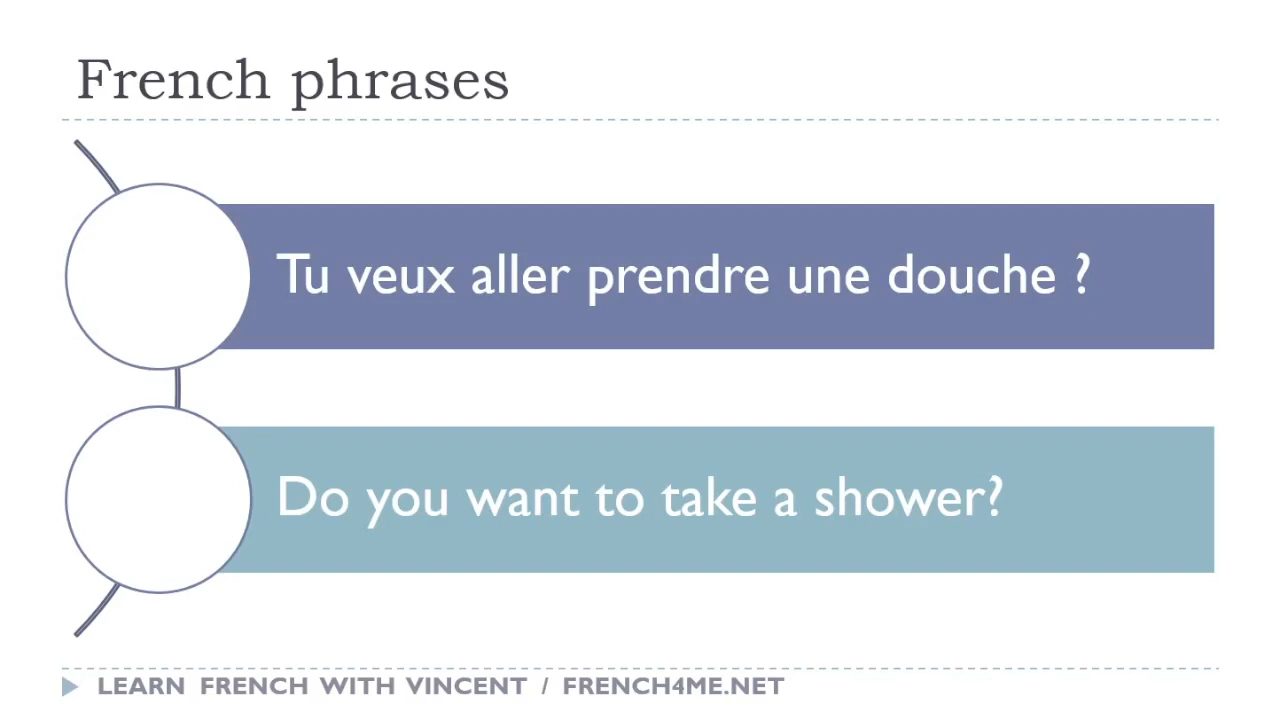 French phrases
Tu veux aller prendre une douche ?
Do you want to take a shower?
LEARN FRENCH WITH VINCENT / FRENCH4ME.NET